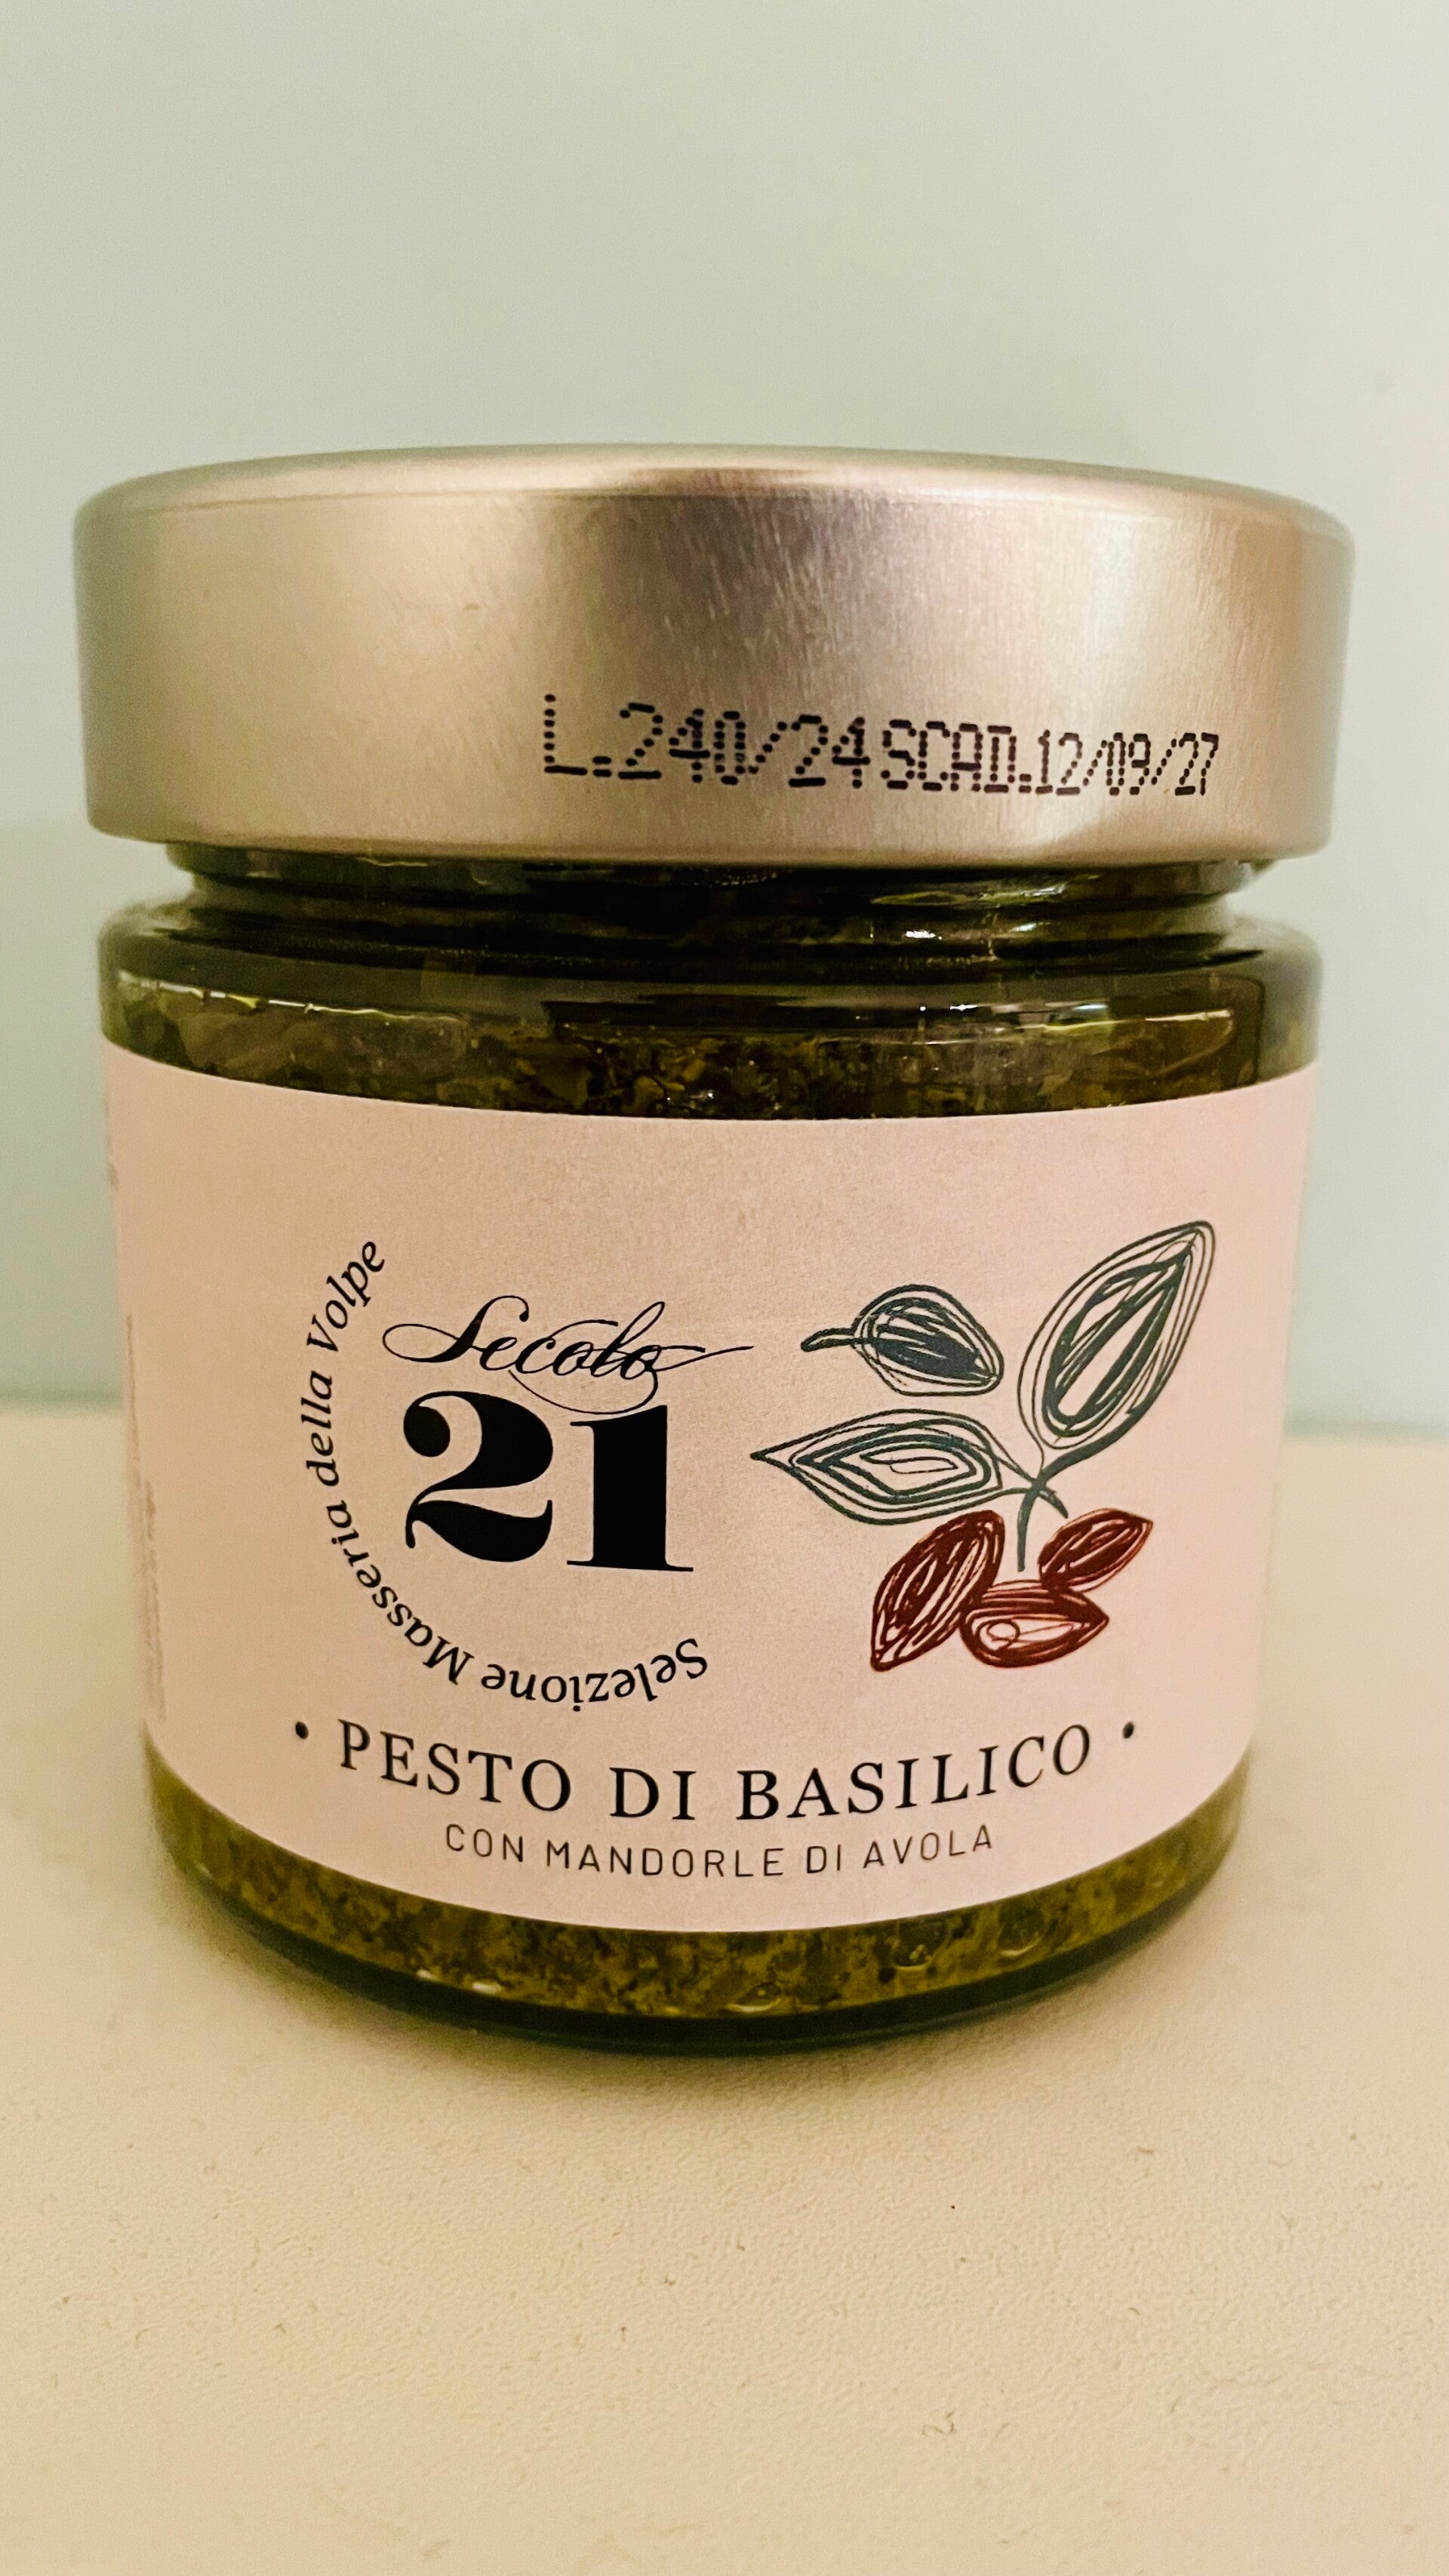 L.240/24 SCAD.12/09/27
Selezione Masseria della Volpe
Secolo
21
• PESTO DI BASILICO •
CON MANDORLE DI AVOLA